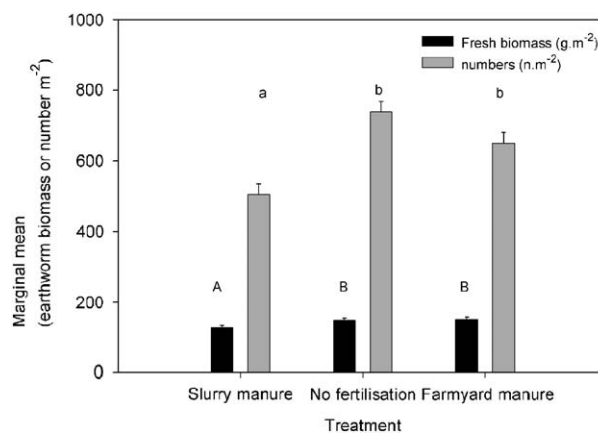 1000
800
600
400
200
0
Marginal mean
(earthworm biomass or number m⁻²)
Fresh biomass (g.m⁻²)
numbers (n.m⁻²)
a
b
b
A
B
B
Slurry manure No fertilisation Farmyard manure
Treatment